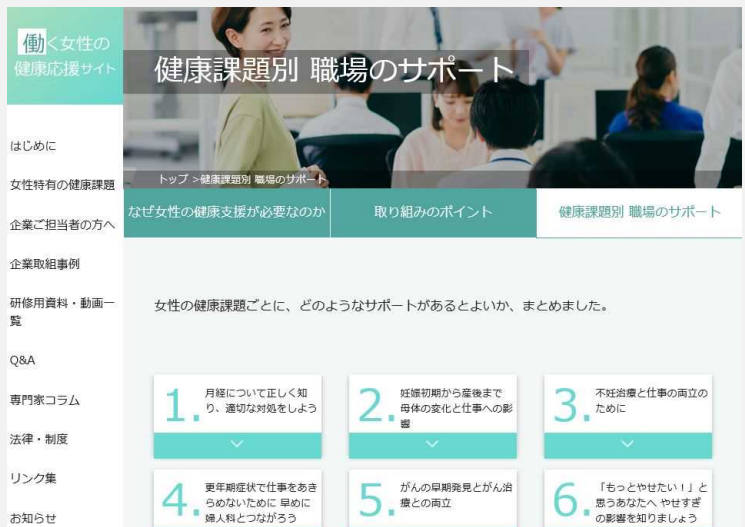 働く女性の
健康応援サイト
はじめに
女性特有の健康課題
企業ご担当者の方へ
企業取組事例
研修用資料・動画一
覧
Q&A
専門家コラム
法律・制度
リンク集
お知らせ
健康課題別 職場のサポート
トップ >健康課題別 職場のサポート
なぜ女性の健康支援が必要なのか
取り組みのポイント
健康課題別 職場のサポート
女性の健康課題ごとに、どのようなサポートがあるとよいか、まとめました。
1.
月経について正しく知
り、適切な対処をしよう
2.
妊娠初期から産後まで
母体の変化と仕事への影
響
3.
不妊治療と仕事の両立の
ために
4.
更年期症状で仕事をあき
らめないために 早めに
婦人科とつながろう
5.
がんの早期発見とがん治
療との両立
6.
「もっとやせたい！」と
思うあなたへ やせすぎ
の影響を知りましょう